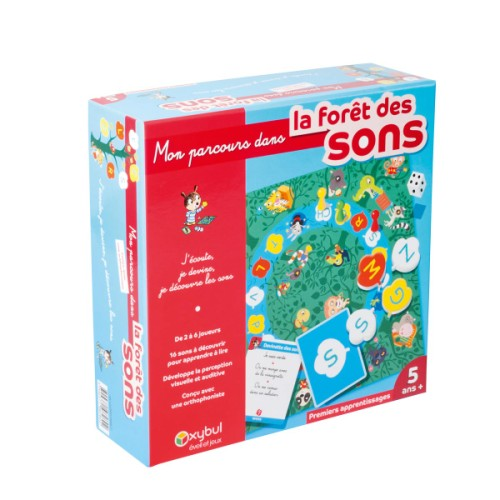 Mon parcours dans
la forêt des
sons
J'écoute,
je devine,
je découvre les sons
De 2 à 6 joueurs
16 sons à découvrir
pour apprendre à lire
Développe la perception
visuelle et auditive
Conçu avec
une orthophoniste
Oxybul
éveil et jeux
5
ans +
Premiers apprentissages
S
S
G
M
N
Z
L
L
Mon parcours dans
la forêt des
sons